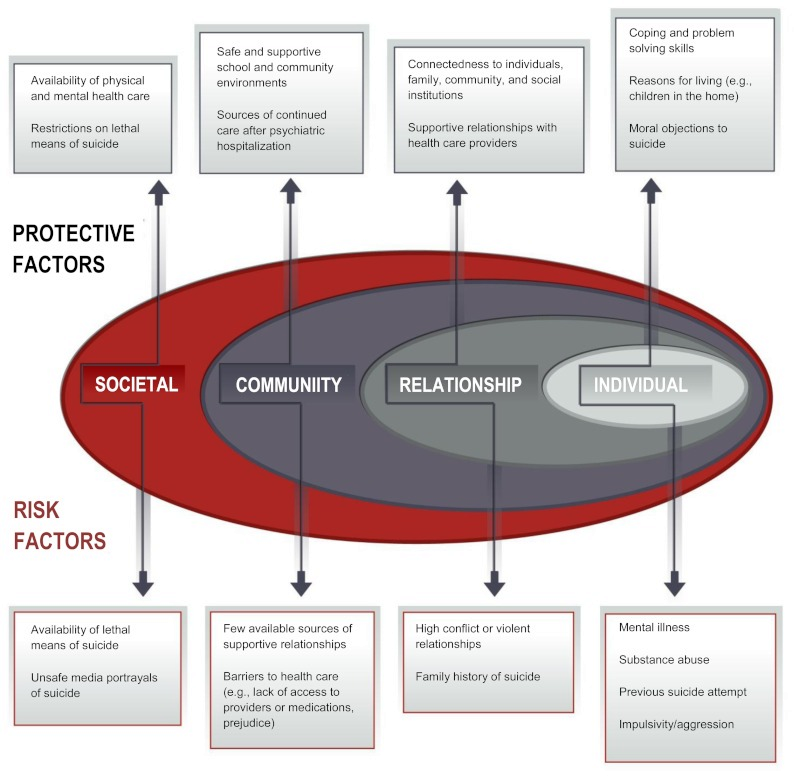 Availability of physical
and mental health care
Restrictions on lethal
means of suicide
Safe and supportive
school and community
environments
Sources of continued
care after psychiatric
hospitalization
Connectedness to individuals,
family, community, and social
institutions
Supportive relationships with
health care providers
Coping and problem
solving skills
Reasons for living (e.g.,
children in the home)
Moral objections to
suicide
PROTECTIVE
FACTORS
SOCIETAL
COMMUNIITY
RELATIONSHIP
INDIVIDUAL
RISK
FACTORS
Availability of lethal
means of suicide
Unsafe media portrayals
of suicide
Few available sources of
supportive relationships
Barriers to health care
(e.g., lack of access to
providers or medications,
prejudice)
High conflict or violent
relationships
Family history of suicide
Mental illness
Substance abuse
Previous suicide attempt
Impulsivity/aggression